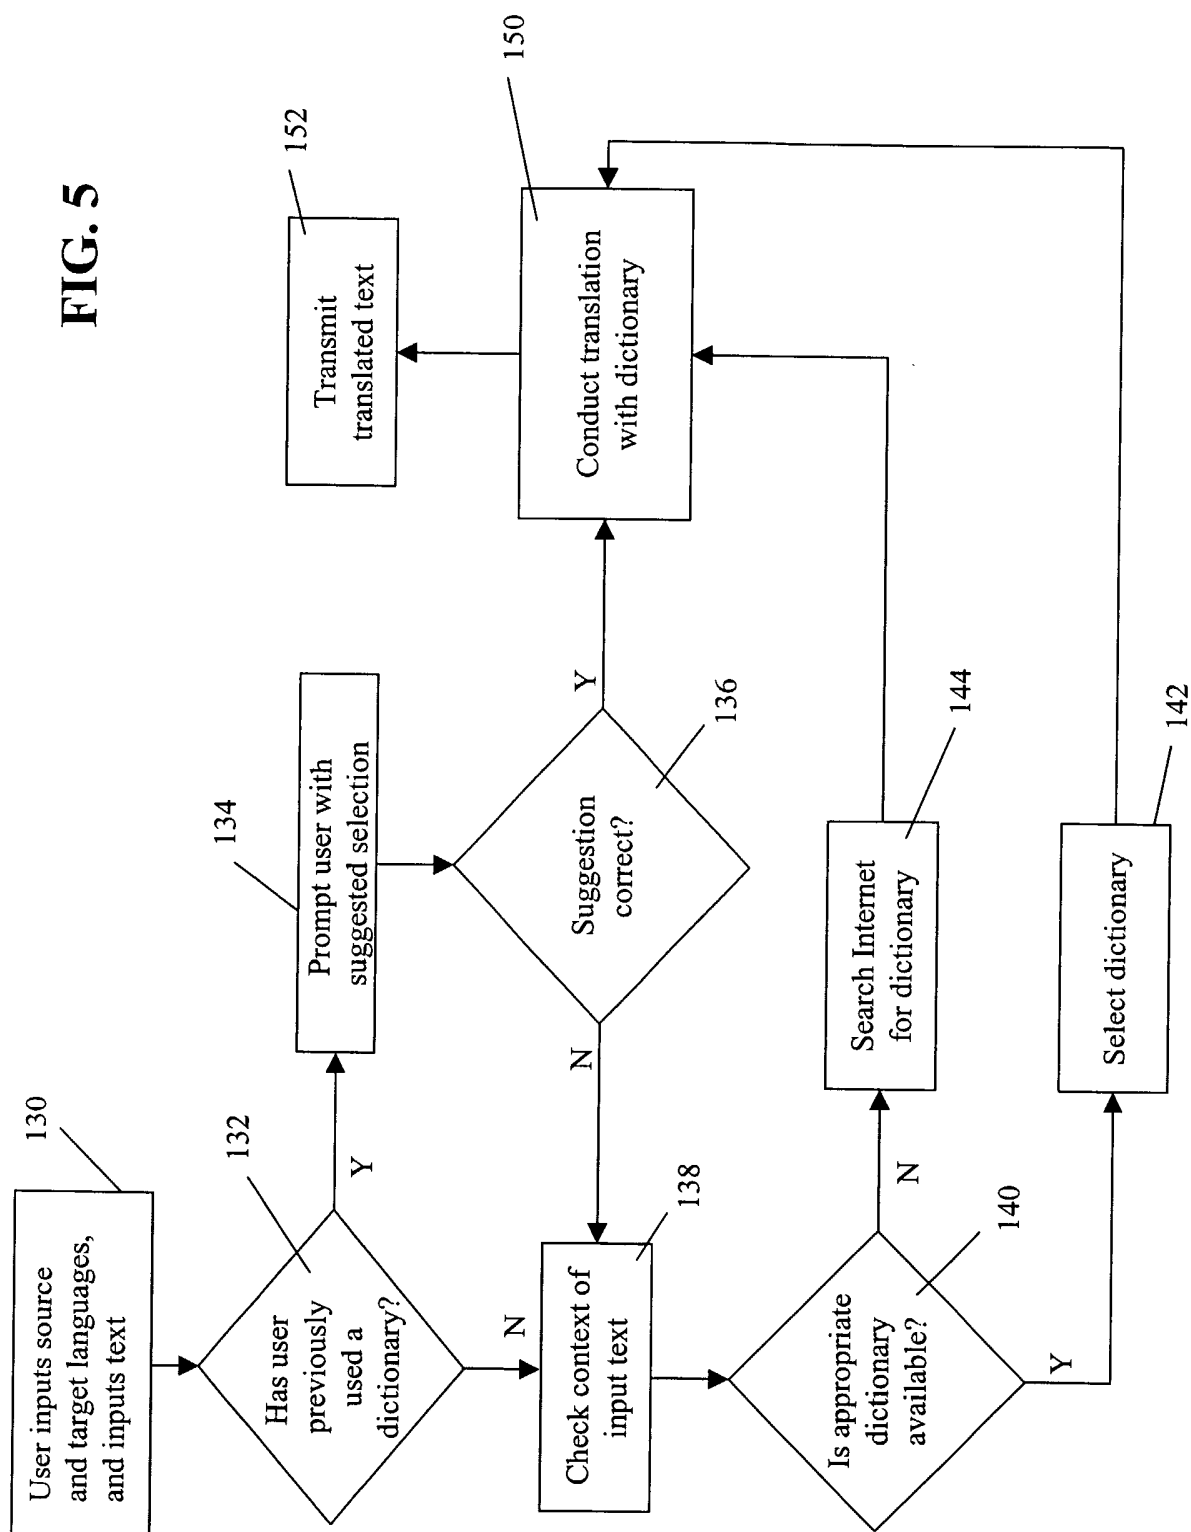 FIG. 5
130
User inputs source
and target languages,
and inputs text
132
Has user
previously
used a
dictionary?
Y
N
134
Prompt user with
suggested selection
136
Suggestion
correct?
Y
N
138
Check context of
input text
140
Is appropriate
dictionary
available?
N
Y
144
Search Internet
for dictionary
142
Select dictionary
150
Conduct translation
with dictionary
152
Transmit
translated text